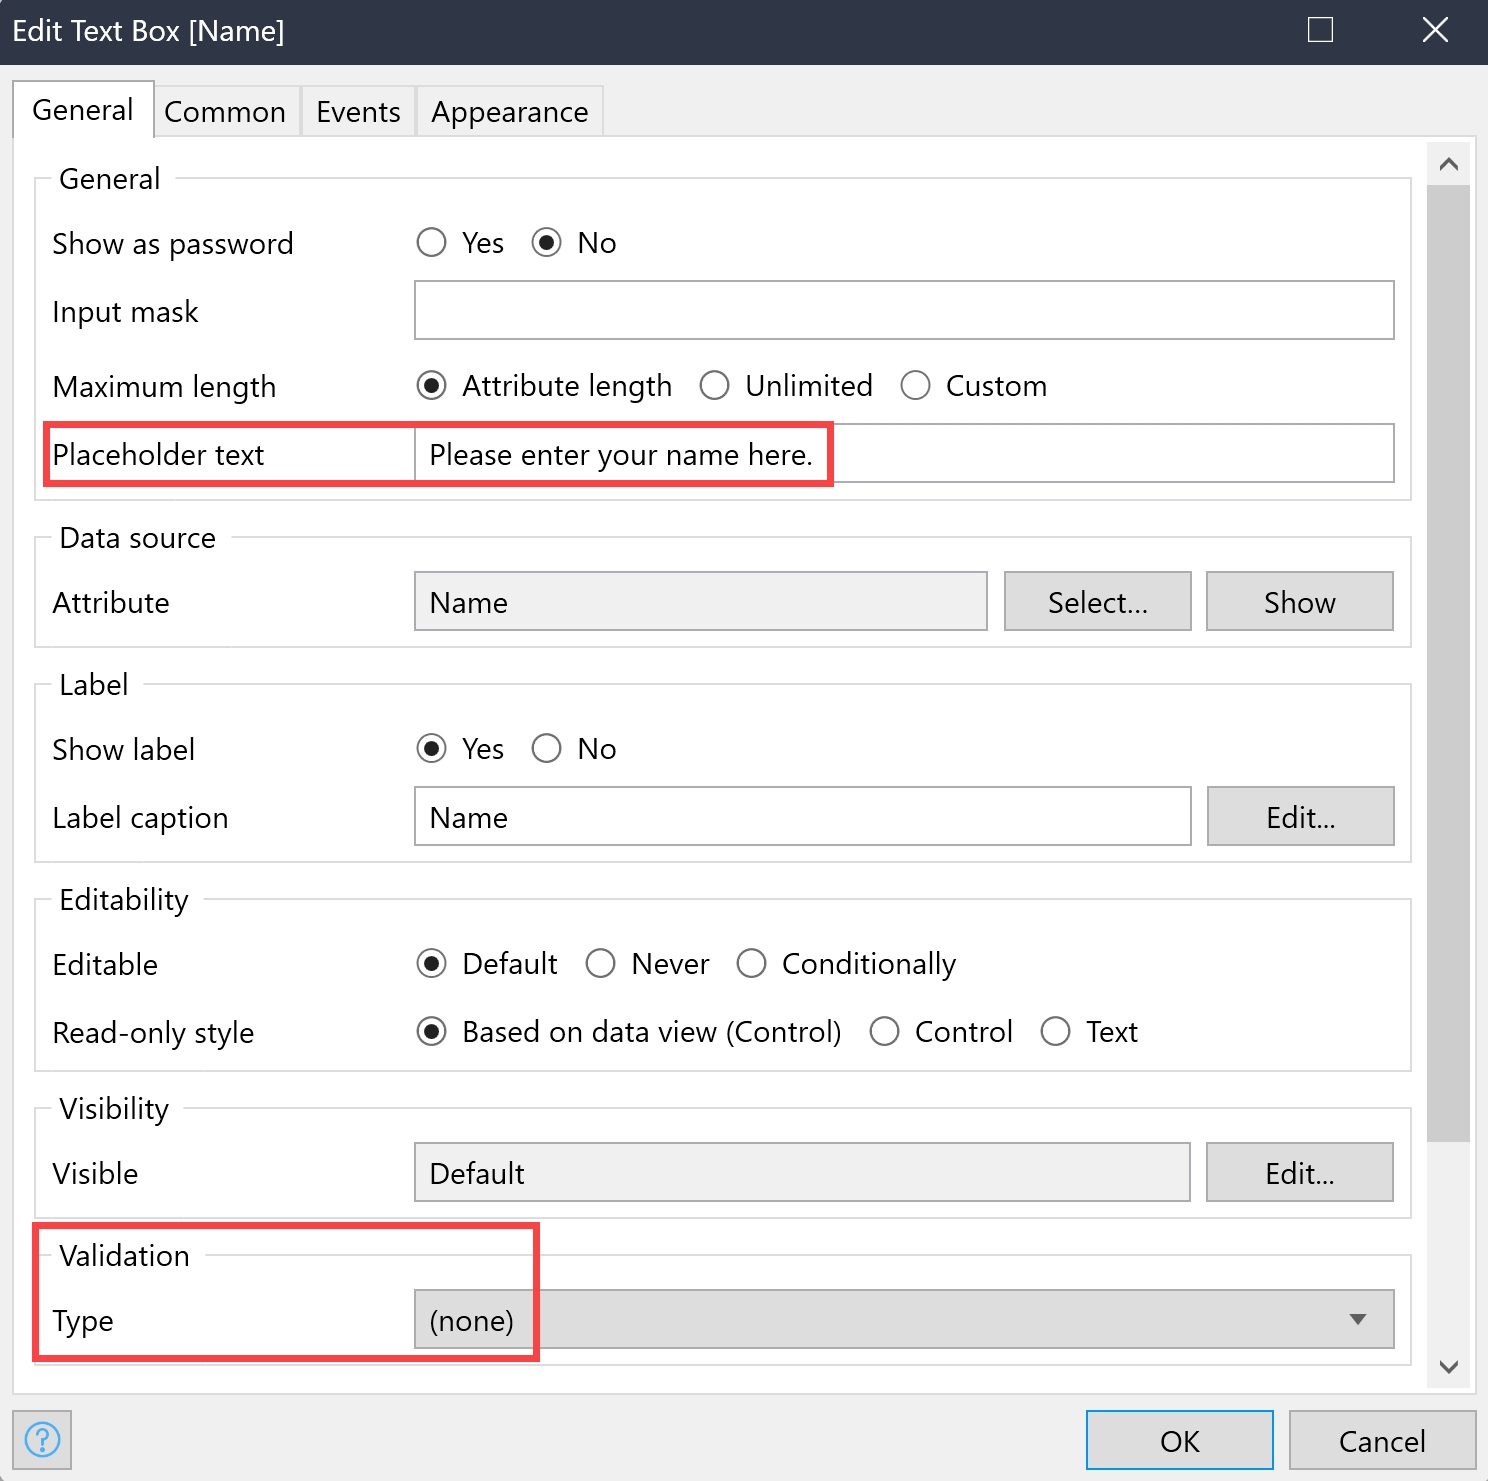 Edit Text Box [Name]
General Common Events Appearance
General
Show as password Yes No
Input mask
Maximum length Attribute length Unlimited Custom
Placeholder text Please enter your name here.
Data source
Attribute Name Select... Show
Label
Show label Yes No
Label caption Name Edit...
Editability
Editable Default Never Conditionally
Read-only style Based on data view (Control) Control Text
Visibility
Visible Default Edit...
Validation
Type (none)
? OK Cancel